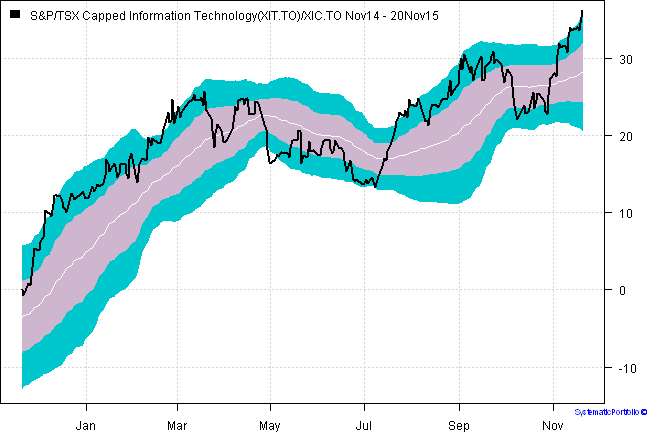 S&P/TSX Capped Information Technology(XIT.TO)/XIC.TO Nov14 - 20Nov15
30
20
10
0
-10
Jan Mar May Jul Sep Nov
SystematicPortfolio ©